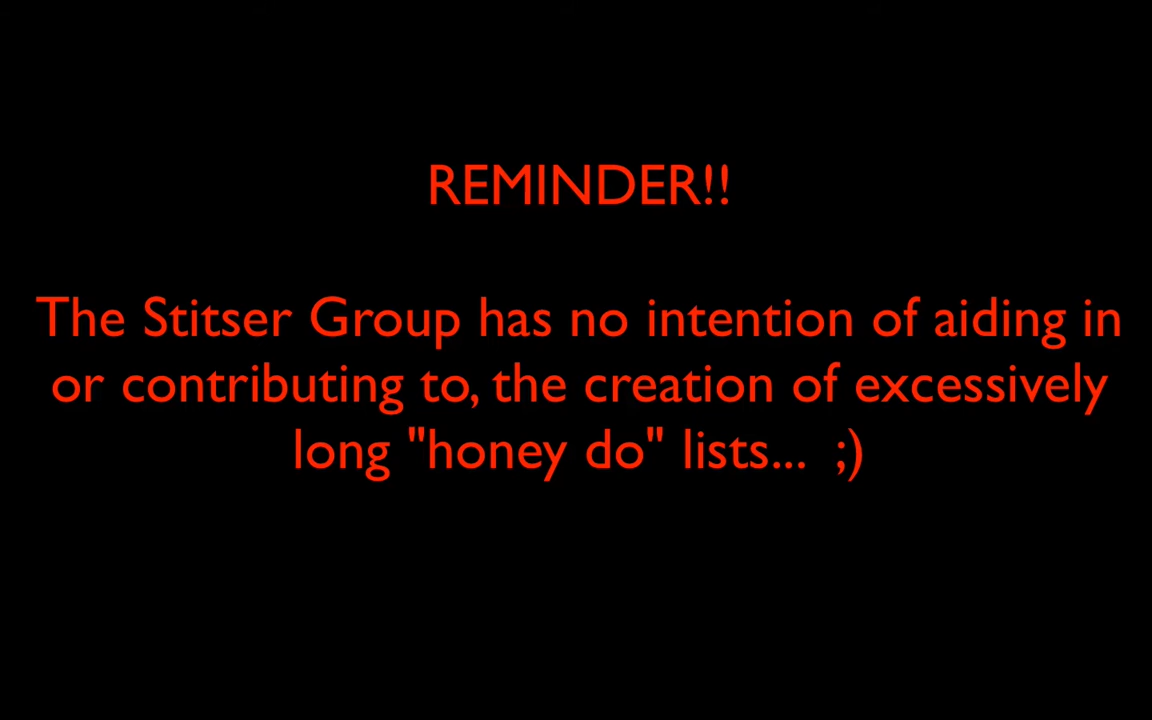 REMINDER!!
The Stitser Group has no intention of aiding in
or contributing to, the creation of excessively
long "honey do" lists...  ;)